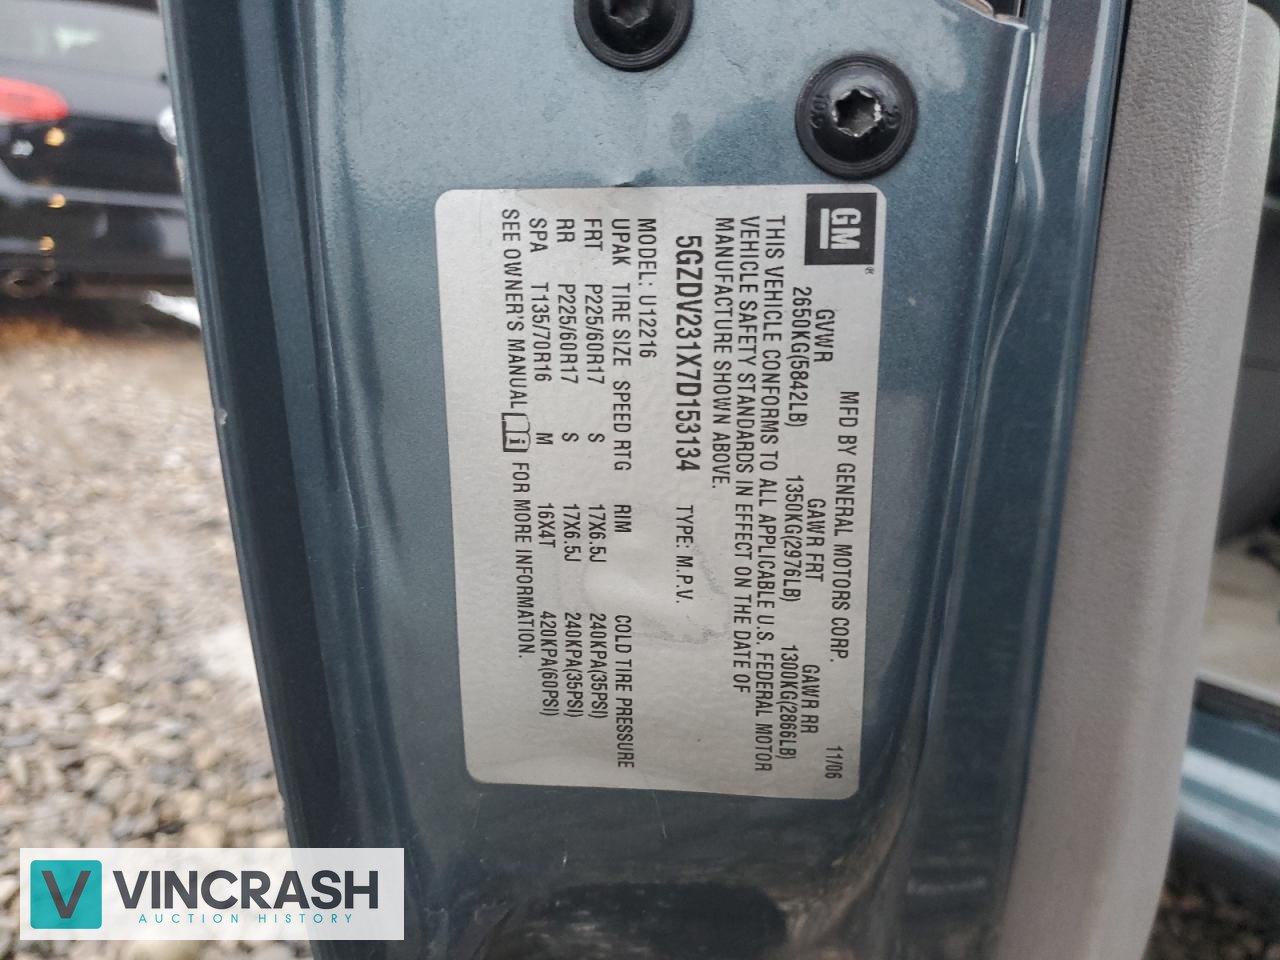 GM®
MFD BY GENERAL MOTORS CORP. 11/06
GVWR GAWR FRT GAWR RR
2650KG(5842LB) 1350KG(2976LB) 1300KG(2866LB)
THIS VEHICLE CONFORMS TO ALL APPLICABLE U.S. FEDERAL MOTOR
VEHICLE SAFETY STANDARDS IN EFFECT ON THE DATE OF
MANUFACTURE SHOWN ABOVE.
5GZDV231X7D153134 TYPE: M.P.V.
MODEL: U12216
UPAK TIRE SIZE SPEED RTG RIM COLD TIRE PRESSURE
FRT P225/60R17 S 17X6.5J 240KPA(35PSI)
RR P225/60R17 S 17X6.5J 240KPA(35PSI)
SPA T135/70R16 M 16X4T 420KPA(60PSI)
SEE OWNER'S MANUAL FOR MORE INFORMATION.
V VINCRASH
AUCTION HISTORY